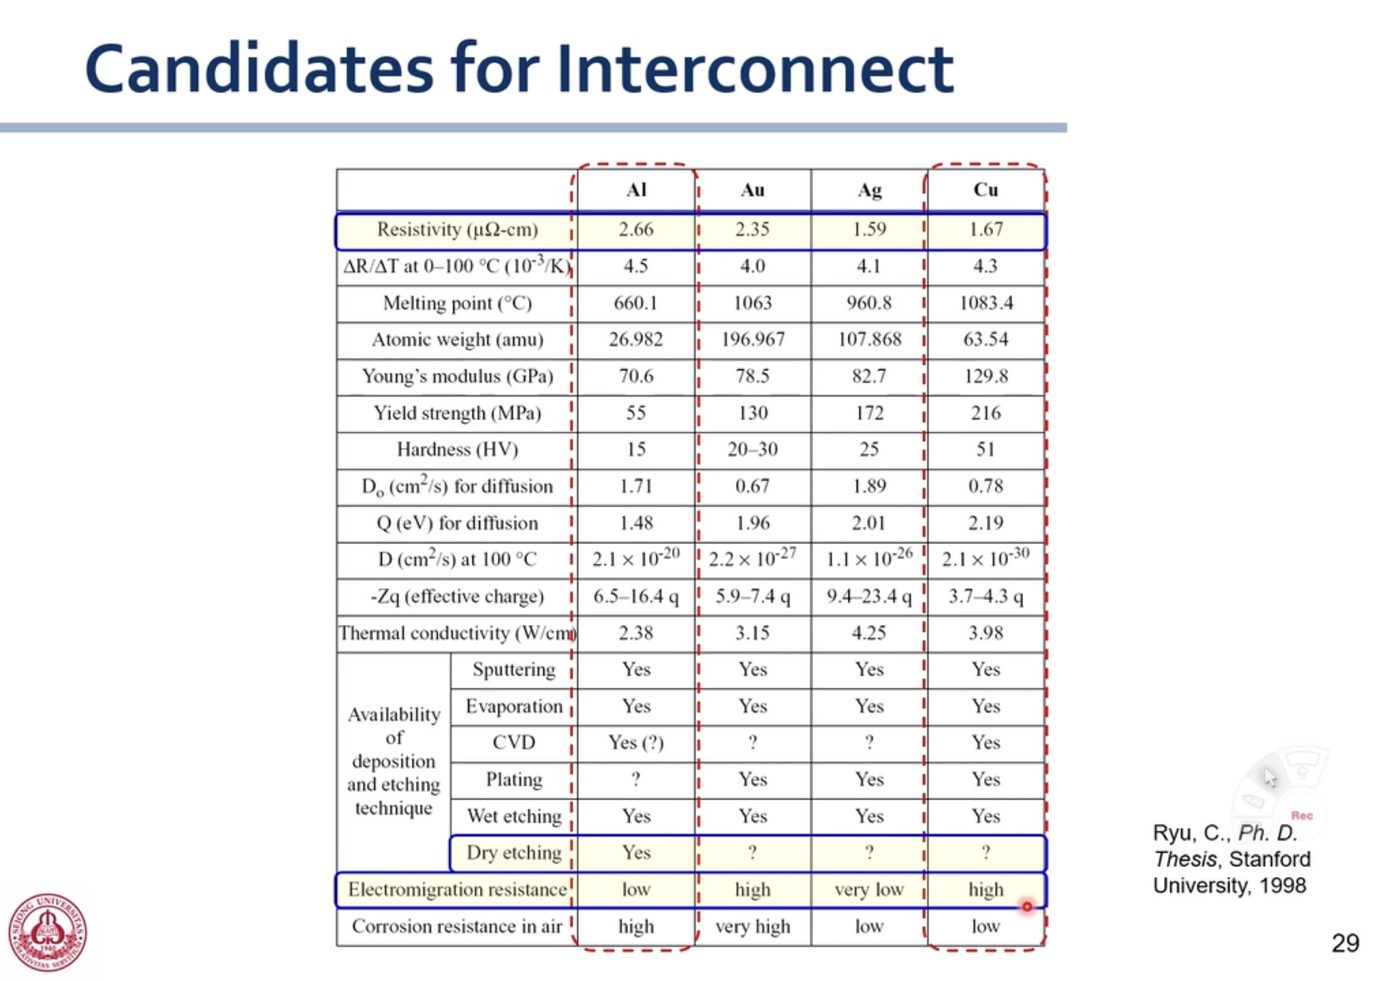 Candidates for Interconnect
Al Au Ag Cu
Resistivity (μΩ-cm) 2.66 2.35 1.59 1.67
ΔR/ΔT at 0–100 °C (10⁻³/K) 4.5 4.0 4.1 4.3
Melting point (°C) 660.1 1063 960.8 1083.4
Atomic weight (amu) 26.982 196.967 107.868 63.54
Young's modulus (GPa) 70.6 78.5 82.7 129.8
Yield strength (MPa) 55 130 172 216
Hardness (HV) 15 20–30 25 51
Dₒ (cm²/s) for diffusion 1.71 0.67 1.89 0.78
Q (eV) for diffusion 1.48 1.96 2.01 2.19
D (cm²/s) at 100 °C 2.1 × 10⁻²⁰ 2.2 × 10⁻²⁷ 1.1 × 10⁻²⁶ 2.1 × 10⁻³⁰
-Zq (effective charge) 6.5–16.4 q 5.9–7.4 q 9.4–23.4 q 3.7–4.3 q
Thermal conductivity (W/cm) 2.38 3.15 4.25 3.98
Availability
of
deposition
and etching
technique
Sputtering Yes Yes Yes Yes
Evaporation Yes Yes Yes Yes
CVD Yes (?) ? ? Yes
Plating ? Yes Yes Yes
Wet etching Yes Yes Yes Yes
Dry etching Yes ? ? ?
Electromigration resistance low high very low high
Corrosion resistance in air high very high low low
Rec
Ryu, C., Ph. D.
Thesis, Stanford
University, 1998
29
SEJONG UNIVERSITAS
1940